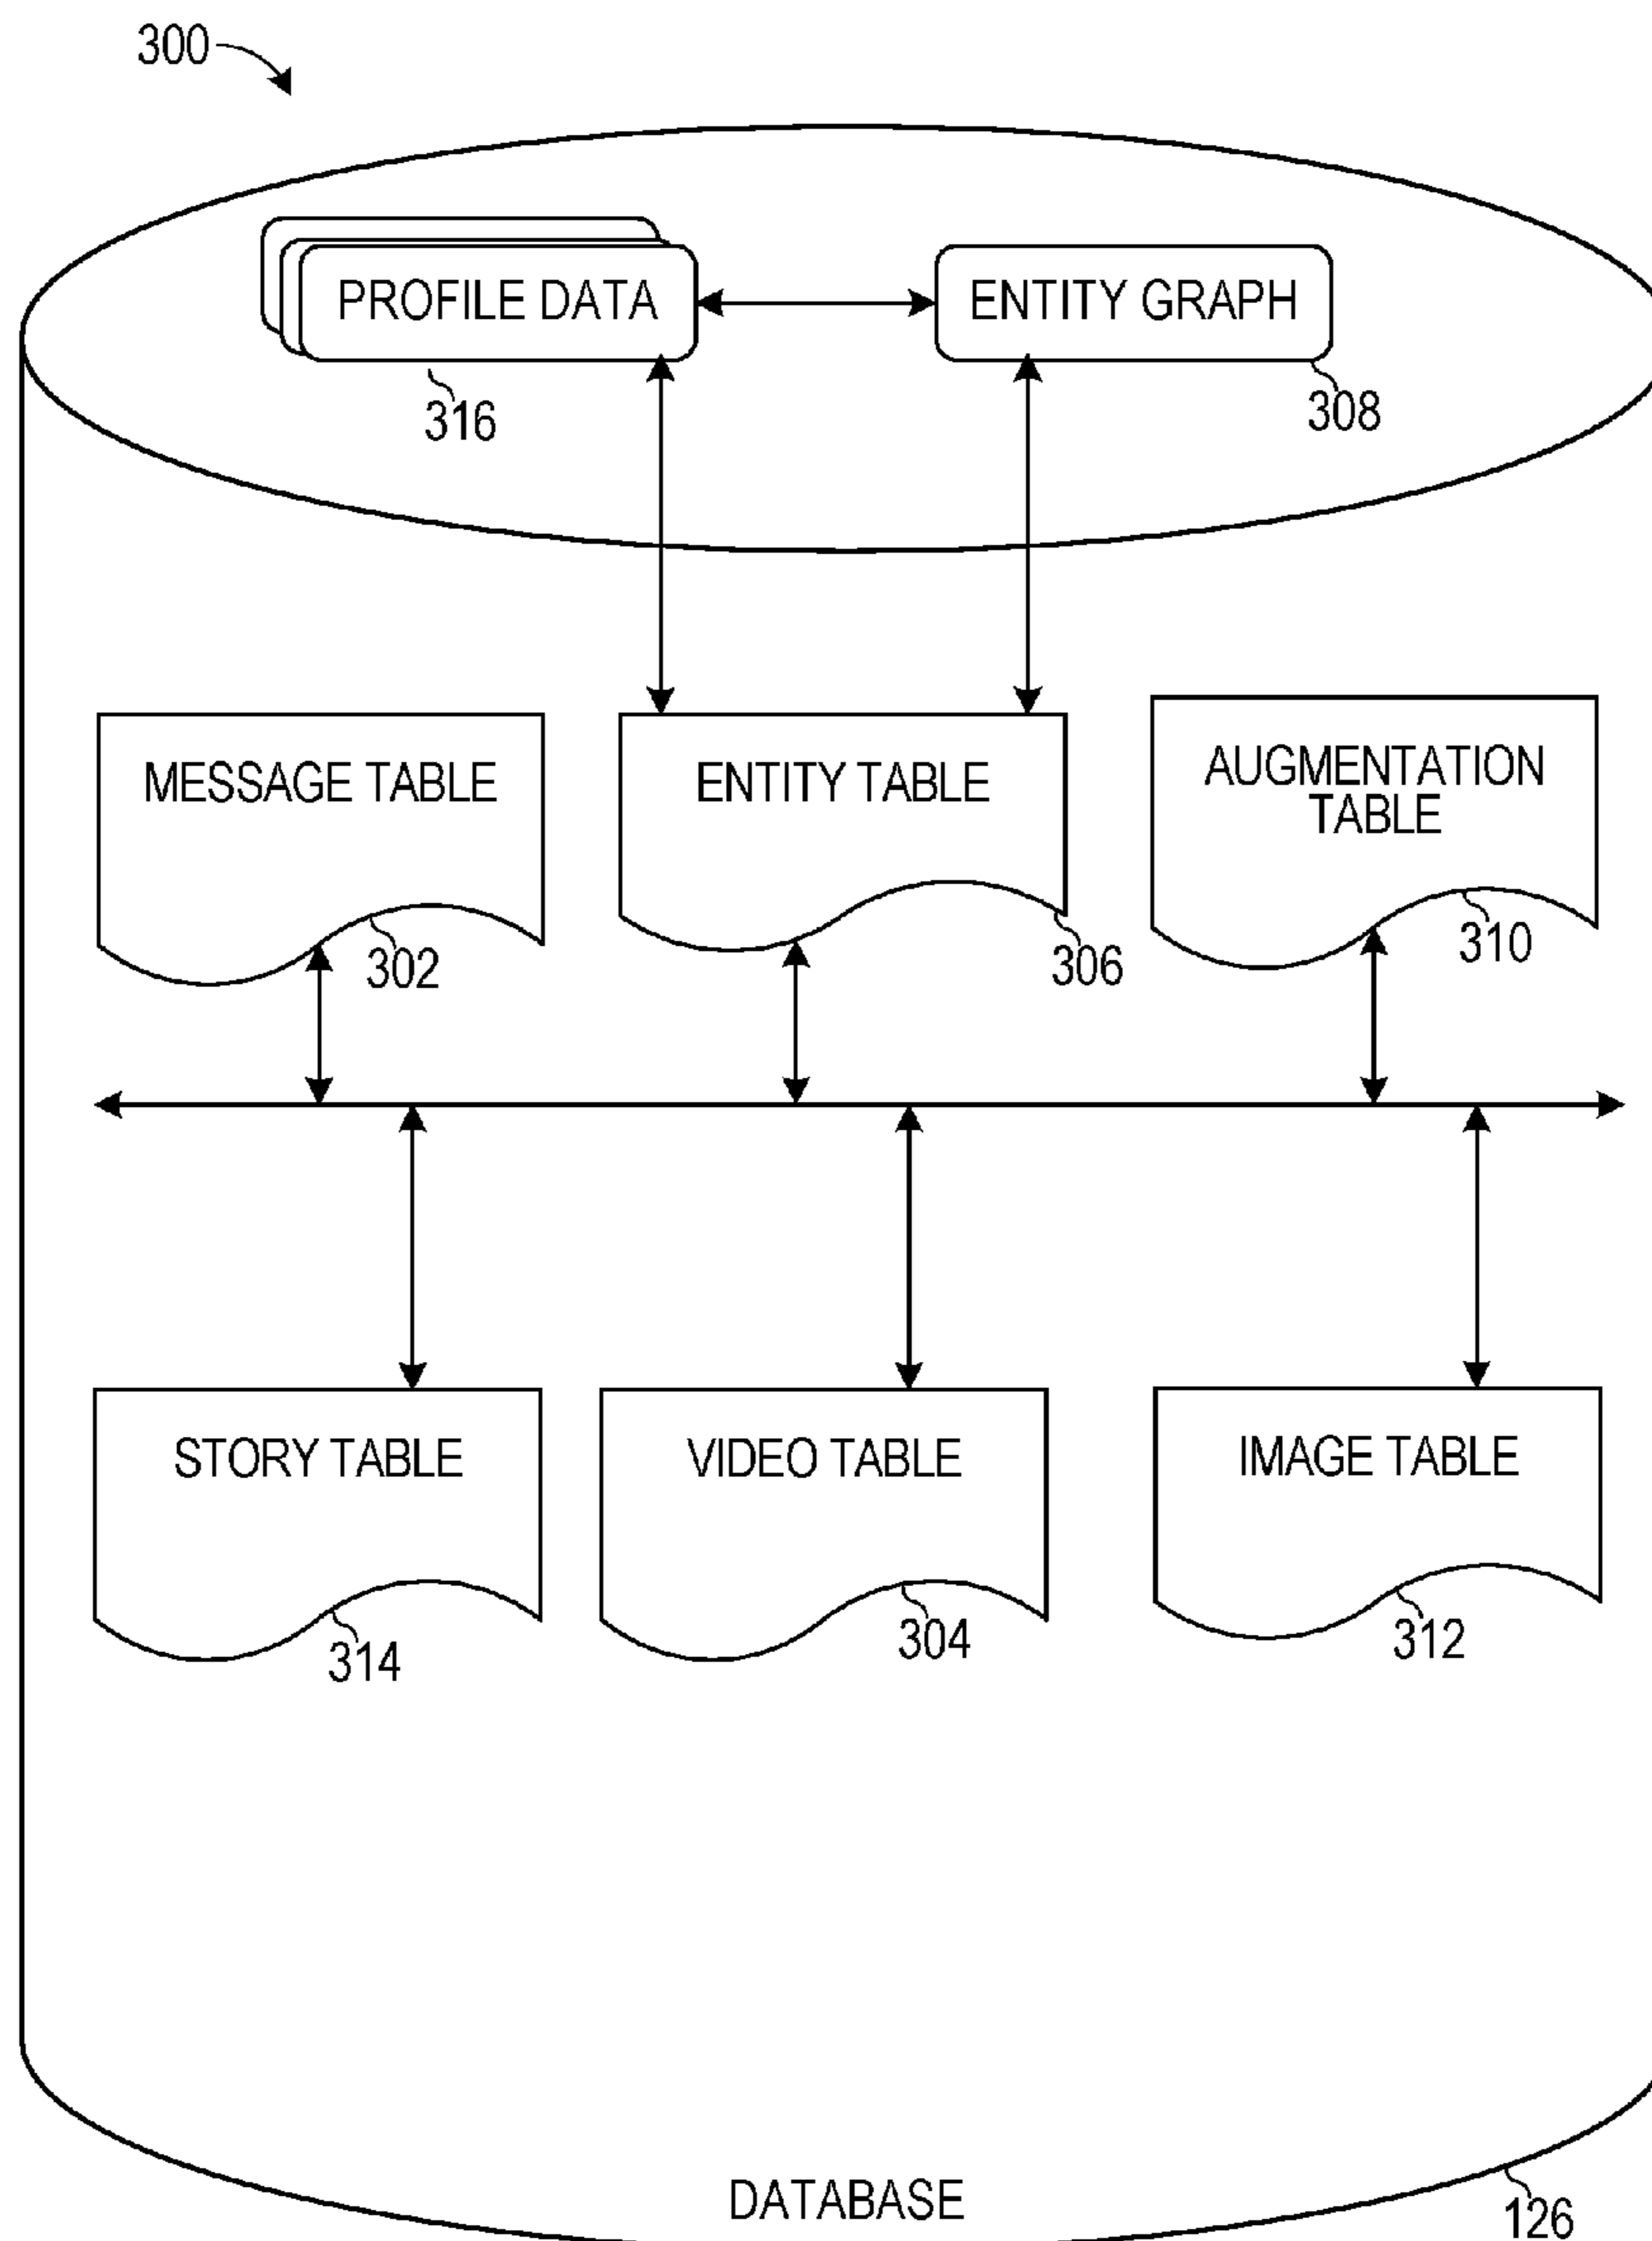 300
PROFILE DATA
ENTITY GRAPH
316
308
MESSAGE TABLE
ENTITY TABLE
AUGMENTATION
TABLE
302
306
310
STORY TABLE
VIDEO TABLE
IMAGE TABLE
314
304
312
DATABASE
126